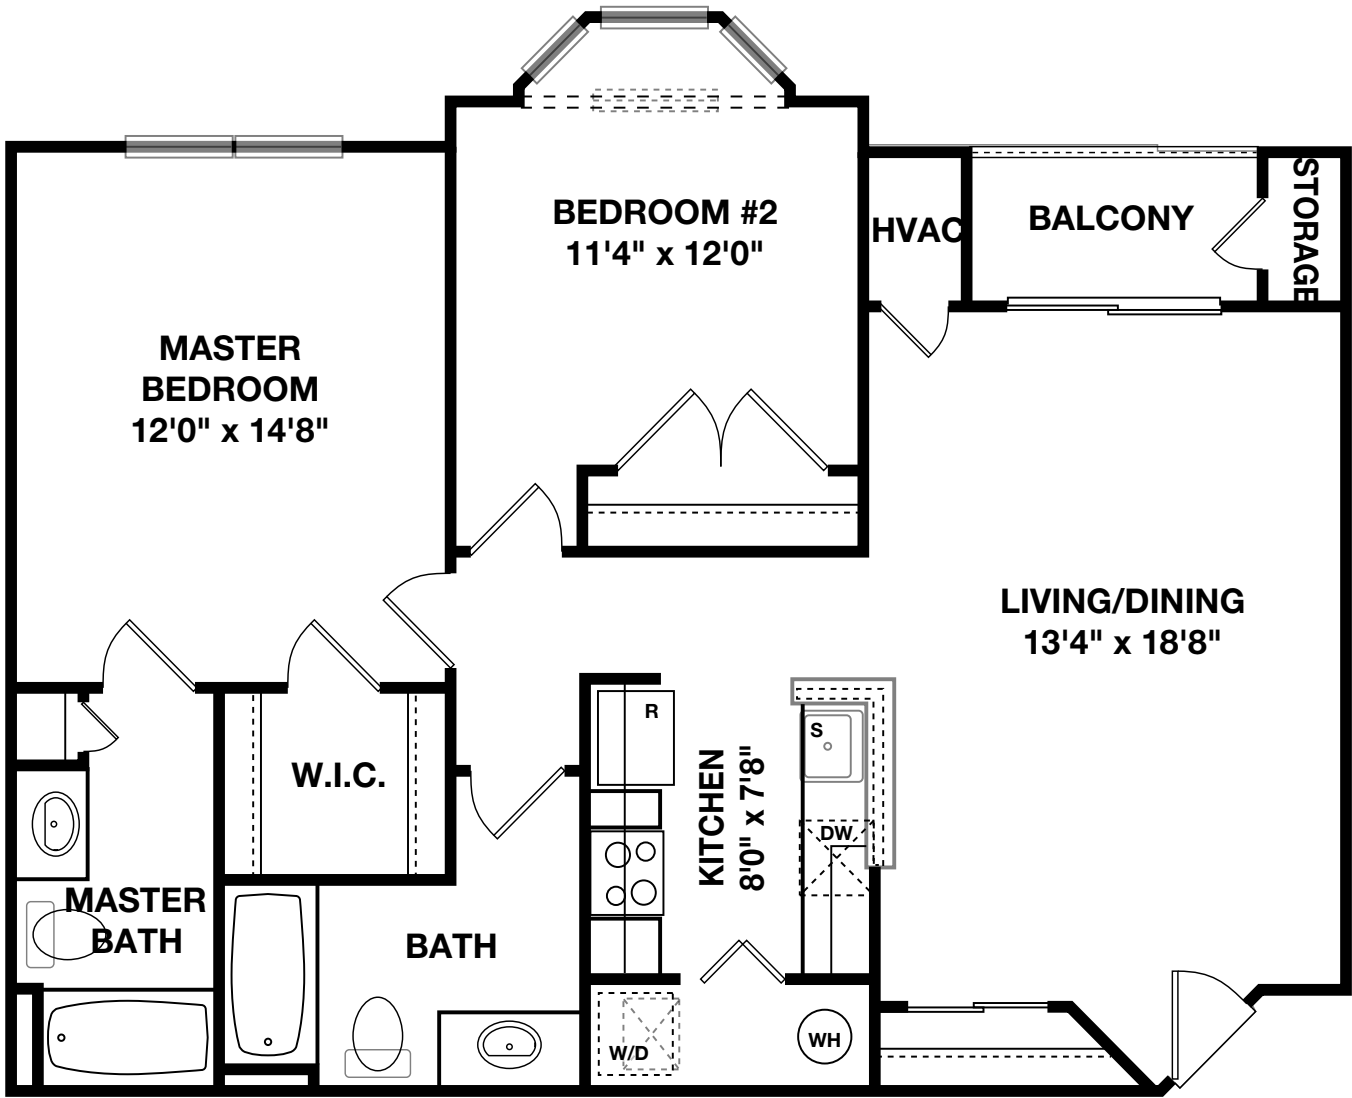 BEDROOM #2
11'4" x 12'0"
HVAC
BALCONY
STORAGE
MASTER
BEDROOM
12'0" x 14'8"
LIVING/DINING
13'4" x 18'8"
R
S
KITCHEN
8'0" x 7'8"
DW
W.I.C.
MASTER
BATH
BATH
W/D
WH